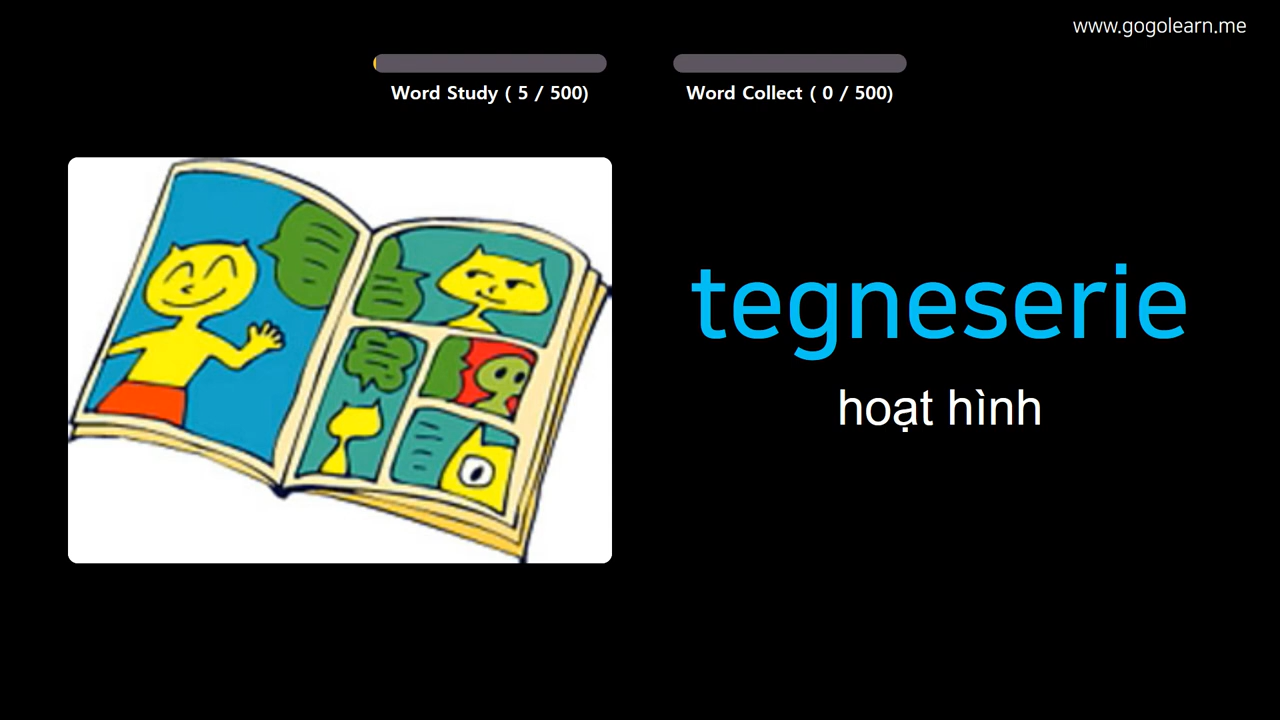 www.gogolearn.me
Word Study ( 5 / 500)
Word Collect ( 0 / 500)
tegneserie
hoạt hình